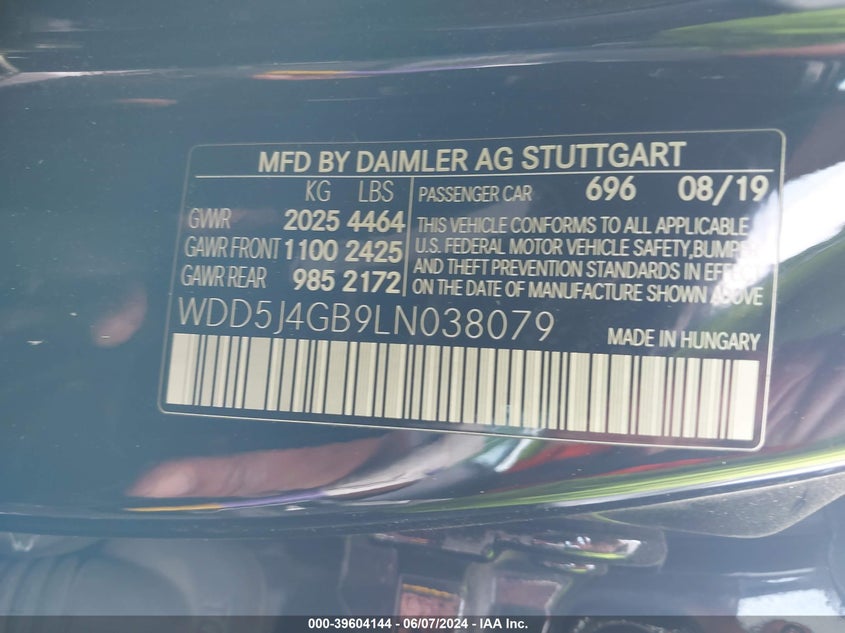 MFD BY DAIMLER AG STUTTGART
KG LBS
GVWR 2025 4464
GAWR FRONT 1100 2425
GAWR REAR 985 2172
PASSENGER CAR 696 08/19
THIS VEHICLE CONFORMS TO ALL APPLICABLE
U.S. FEDERAL MOTOR VEHICLE SAFETY,BUMPER
AND THEFT PREVENTION STANDARDS IN EFFECT
ON THE DATE OF MANUFACTURE SHOWN ABOVE
WDD5J4GB9LN038079
MADE IN HUNGARY
000-39604144 - 06/07/2024 - IAA Inc.